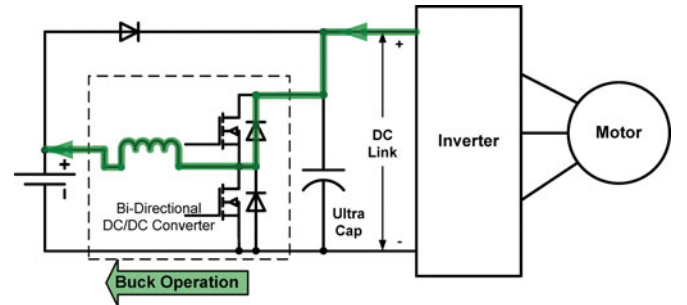 +
DC
Link
-
Inverter
Motor
+
Bi-Directional
DC/DC Converter
Ultra
Cap
Buck Operation